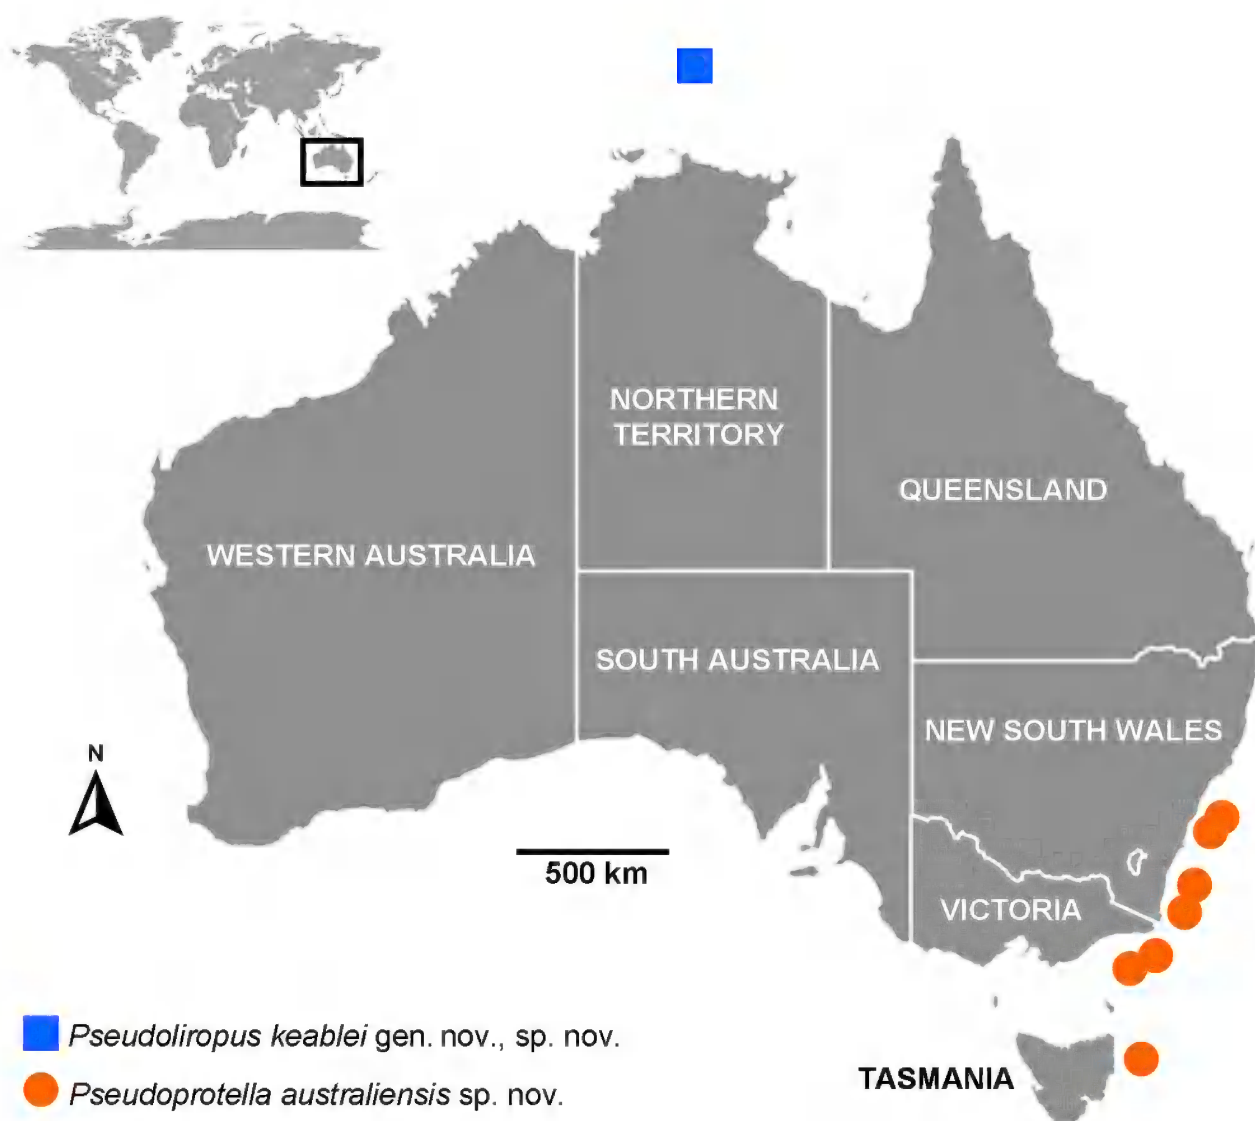 NORTHERN
TERRITORY
QUEENSLAND
WESTERN AUSTRALIA
SOUTH AUSTRALIA
NEW SOUTH WALES
N
500 km
VICTORIA
Pseudoliropus keablei gen. nov., sp. nov.
TASMANIA
Pseudoprotella australiensis sp. nov.